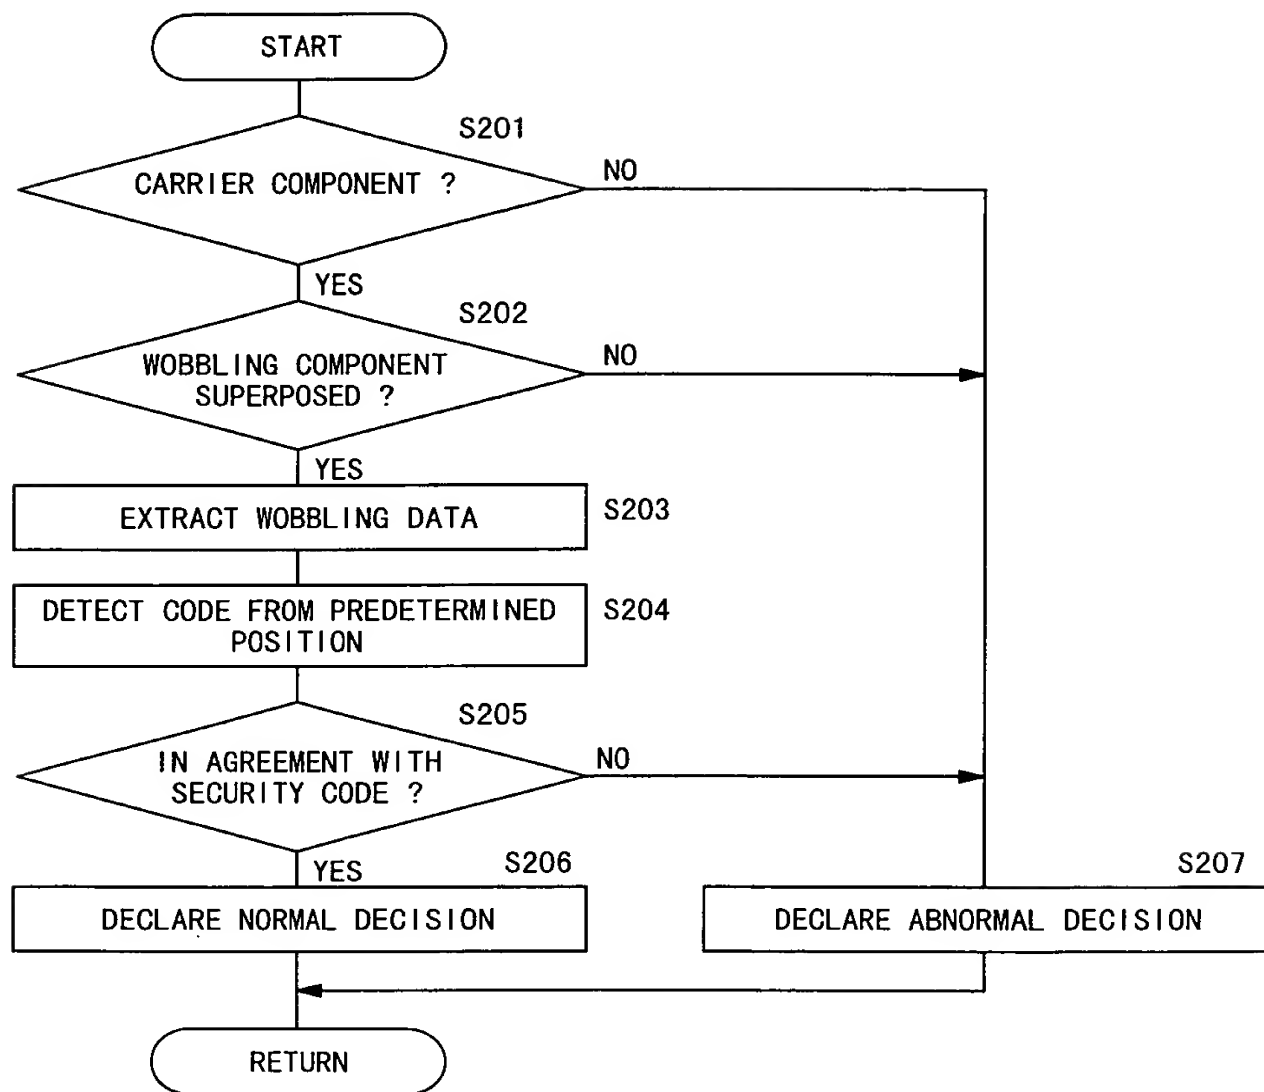 START
S201
CARRIER COMPONENT ?
NO
YES
S202
WOBBLING COMPONENT
SUPERPOSED ?
NO
YES
EXTRACT WOBBLING DATA
S203
DETECT CODE FROM PREDETERMINED
POSITION
S204
S205
IN AGREEMENT WITH
SECURITY CODE ?
NO
YES
S206
S207
DECLARE NORMAL DECISION
DECLARE ABNORMAL DECISION
RETURN